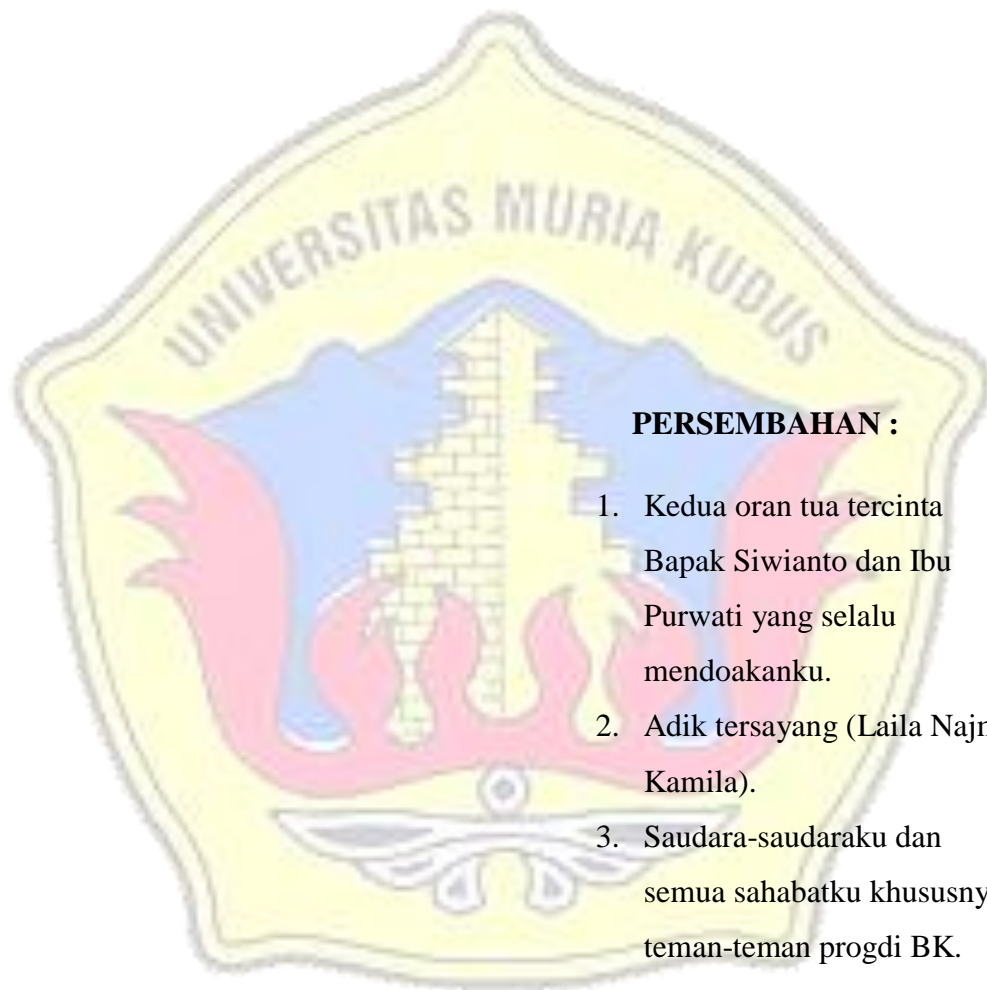 UNIVERSITAS MURIA KUDUS
PERSEMBAHAN :
1. Kedua oran tua tercinta
Bapak Siwianto dan Ibu
Purwati yang selalu
mendoakanku.
2. Adik tersayang (Laila
Kamila).
3. Saudara-saudaraku dan
semua sahabatku
teman-teman progdi BK.